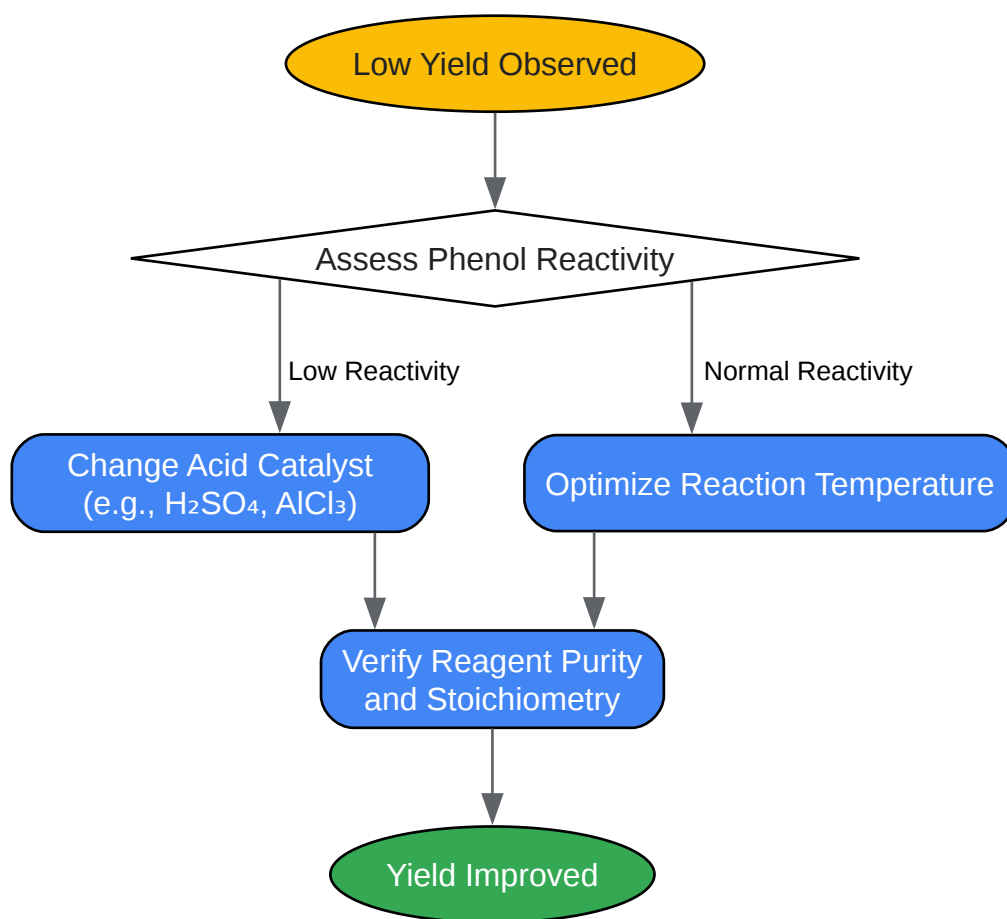 Low Yield Observed
Assess Phenol Reactivity
Low Reactivity
Normal Reactivity
Change Acid Catalyst
(e.g., H₂SO₄, AlCl₃)
Optimize Reaction Temperature
Verify Reagent Purity
and Stoichiometry
Yield Improved